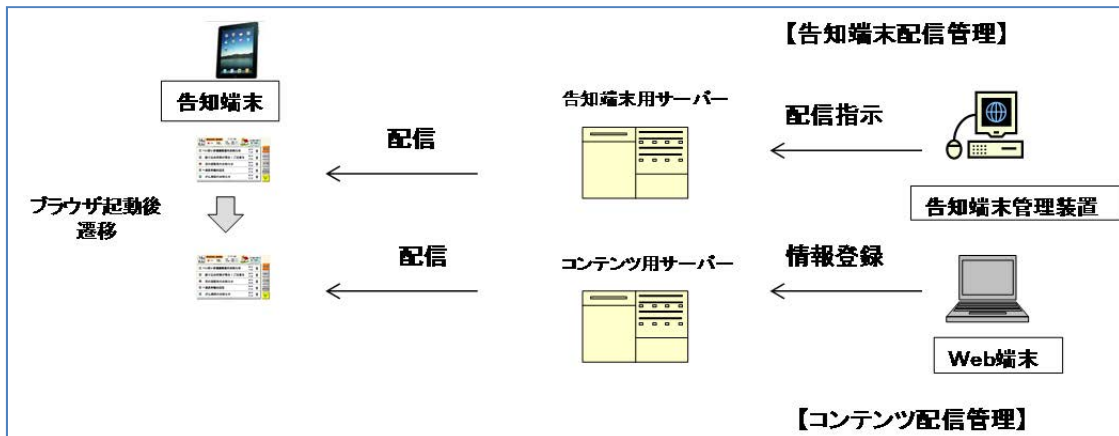 【告知端末配信管理】
告知端末
告知端末用サーバー
配信指示
配信
告知端末管理装置
ブラウザ起動後
遷移
配信
コンテンツ用サーバー
情報登録
Web端末
【コンテンツ配信管理】